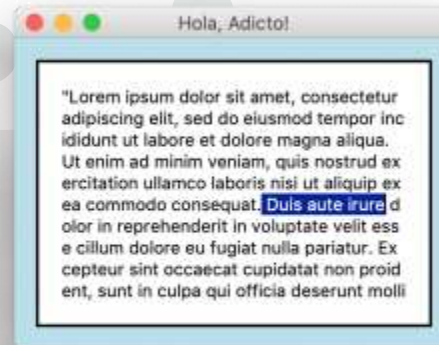 Hola, Adicto!
"Lorem ipsum dolor sit amet, consectetur
adipiscing elit, sed do eiusmod tempor inc
ididunt ut labore et dolore magna aliqua.
Ut enim ad minim veniam, quis nostrud ex
ercitation ullamco laboris nisi ut aliquip ex
ea commodo consequat. Duis aute irure d
olor in reprehenderit in voluptate velit ess
e cillum dolore eu fugiat nulla pariatur. Ex
cepteur sint occaecat cupidatat non proid
ent, sunt in culpa qui officia deserunt molli